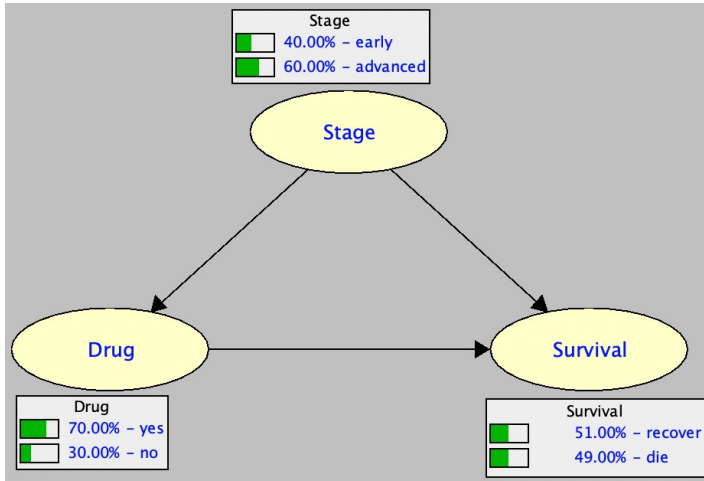 Stage
40.00% - early
60.00% - advanced
Stage
Drug
Survival
Drug
70.00% - yes
30.00% - no
Survival
51.00% - recover
49.00% - die